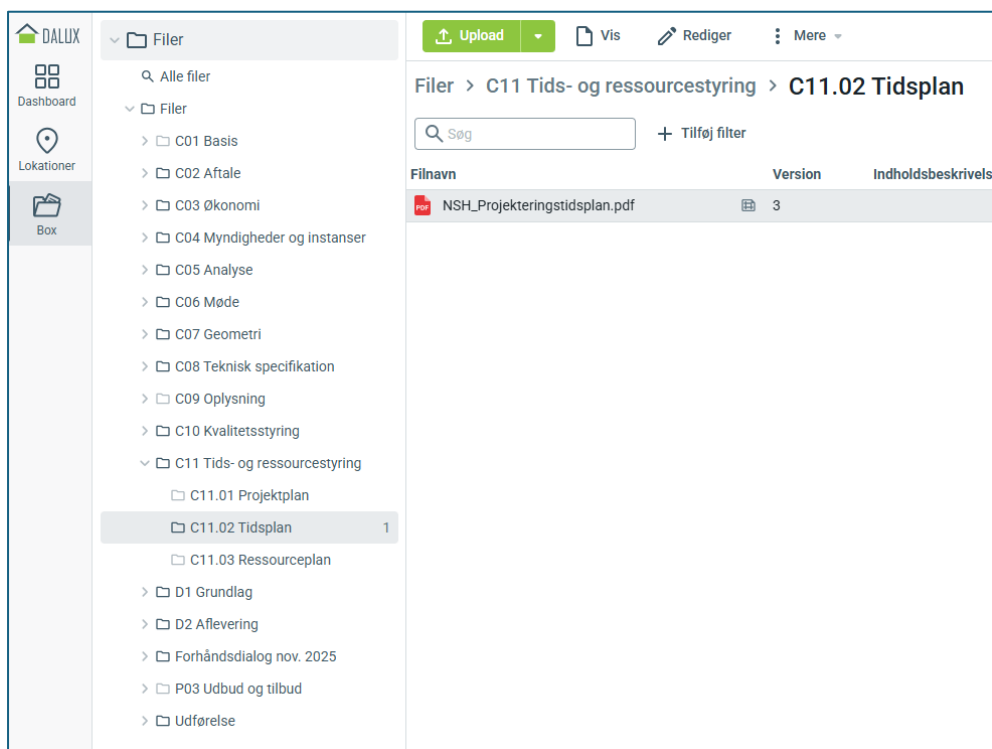 DALUX
Dashboard
Lokationer
Box
Filer
Alle filer
Filer
C01 Basis
C02 Aftale
C03 Økonomi
C04 Myndigheder og instanser
C05 Analyse
C06 Møde
C07 Geometri
C08 Teknisk specifikation
C09 Oplysning
C10 Kvalitetsstyring
C11 Tids- og ressourcestyring
C11.01 Projektplan
C11.02 Tidsplan 1
C11.03 Ressourceplan
D1 Grundlag
D2 Aflevering
Forhåndsdialog nov. 2025
P03 Udbud og tilbud
Udførelse
Upload Vis Rediger Mere
Filer > C11 Tids- og ressourcestyring > C11.02 Tidsplan
Søg + Tilføj filter
Filnavn Version Indholdsbeskrivels
PDF NSH_Projekteringstidsplan.pdf 3